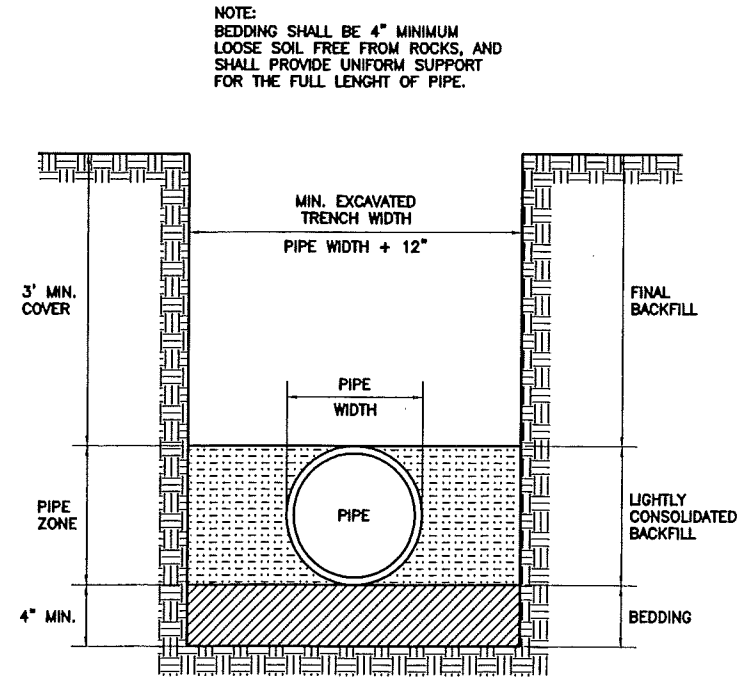 NOTE:
BEDDING SHALL BE 4" MINIMUM
LOOSE SOIL FREE FROM ROCKS, AND
SHALL PROVIDE UNIFORM SUPPORT
FOR THE FULL LENGHT OF PIPE.
MIN. EXCAVATED
TRENCH WIDTH
PIPE WIDTH + 12"
3' MIN.
COVER
FINAL
BACKFILL
PIPE
WIDTH
PIPE
ZONE
PIPE
LIGHTLY
CONSOLIDATED
BACKFILL
4" MIN.
BEDDING